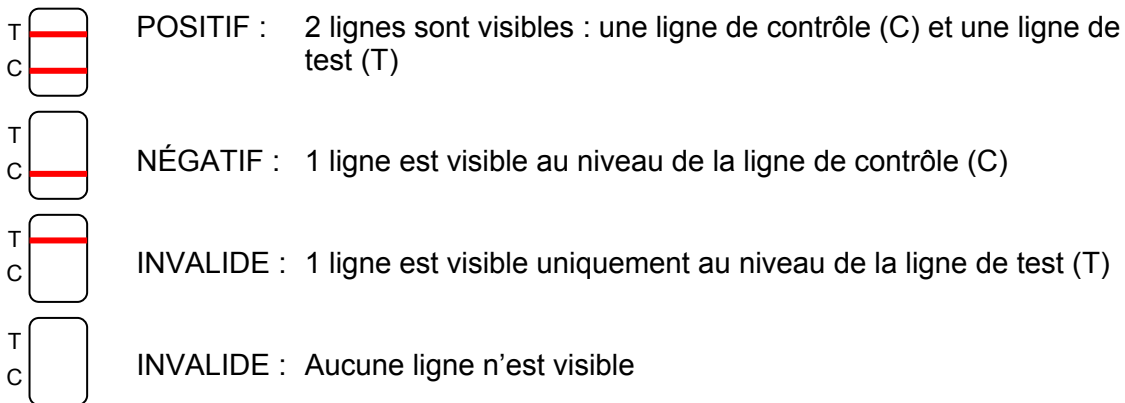 T
C
POSITIF : 2 lignes sont visibles : une ligne de contrôle (C) et une ligne de
test (T)
T
C
NÉGATIF : 1 ligne est visible au niveau de la ligne de contrôle (C)
T
C
INVALIDE : 1 ligne est visible uniquement au niveau de la ligne de test (T)
T
C
INVALIDE : Aucune ligne n’est visible